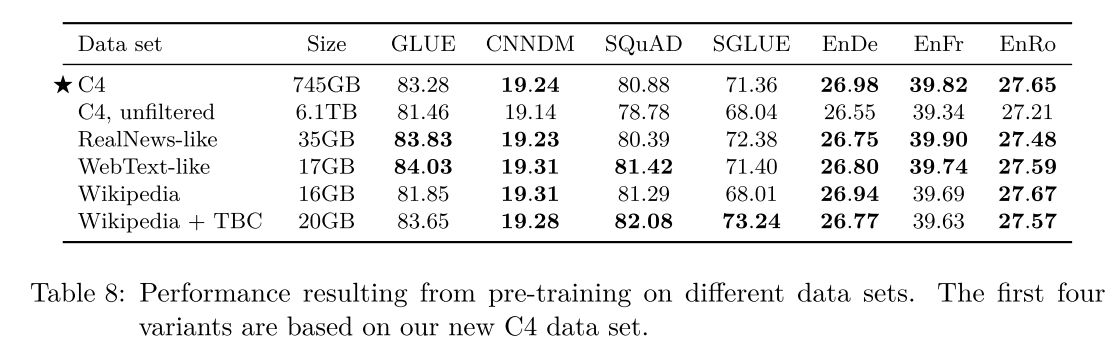 Data set Size GLUE CNNDM SQuAD SGLUE EnDe EnFr EnRo
★ C4 745GB 83.28 19.24 80.88 71.36 26.98 39.82 27.65
C4, unfiltered 6.1TB 81.46 19.14 78.78 68.04 26.55 39.34 27.21
RealNews-like 35GB 83.83 19.23 80.39 72.38 26.75 39.90 27.48
WebText-like 17GB 84.03 19.31 81.42 71.40 26.80 39.74 27.59
Wikipedia 16GB 81.85 19.31 81.29 68.01 26.94 39.69 27.67
Wikipedia + TBC 20GB 83.65 19.28 82.08 73.24 26.77 39.63 27.57
Table 8: Performance resulting from pre-training on different data sets. The first four
variants are based on our new C4 data set.